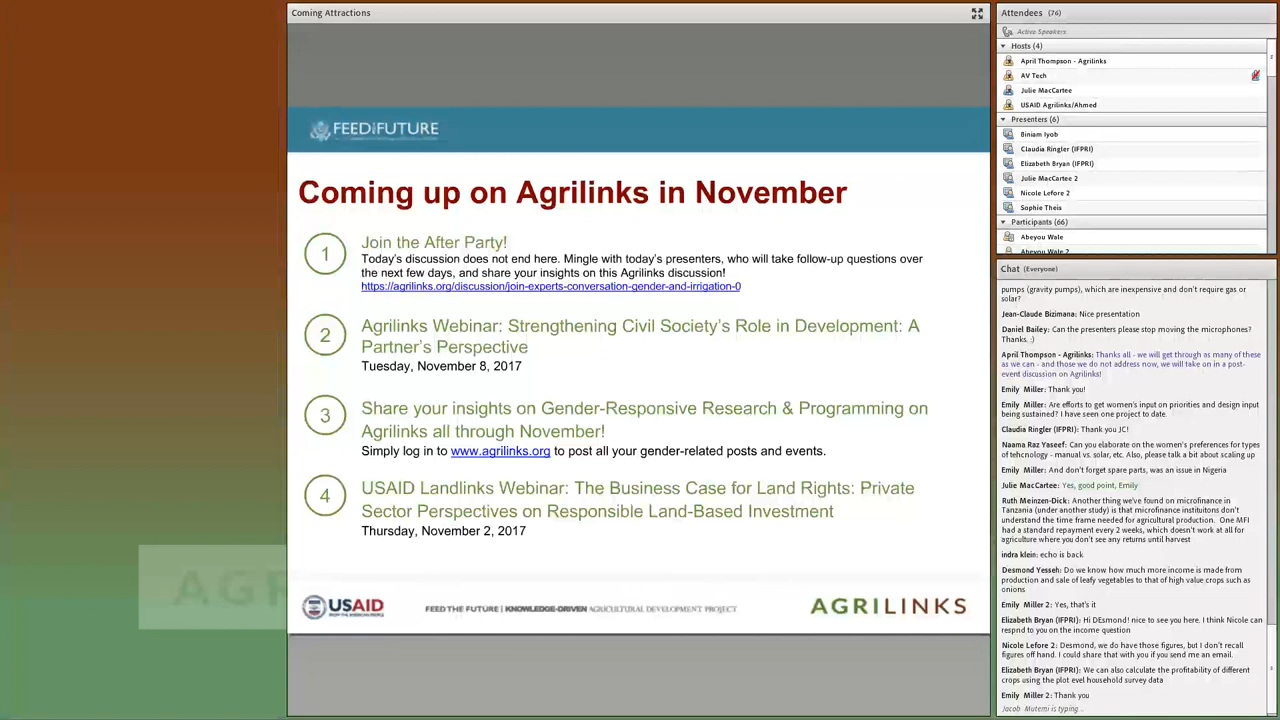 Coming Attractions
FEED THE FUTURE
Coming up on Agrilinks in November
1
Join the After Party!
Today's discussion does not end here. Mingle with today's presenters, who will take follow-up questions over
the next few days, and share your insights on this Agrilinks discussion!
https://agrilinks.org/discussion/join-experts-conversation-gender-and-irrigation-0
2
Agrilinks Webinar: Strengthening Civil Society's Role in Development: A
Partner's Perspective
Tuesday, November 8, 2017
3
Share your insights on Gender-Responsive Research & Programming on
Agrilinks all through November!
Simply log in to www.agrilinks.org to post all your gender-related posts and events.
4
USAID Landlinks Webinar: The Business Case for Land Rights: Private
Sector Perspectives on Responsible Land-Based Investment
Thursday, November 2, 2017
AGR
USAID
FROM THE AMERICAN PEOPLE
FEED THE FUTURE | KNOWLEDGE-DRIVEN AGRICULTURAL DEVELOPMENT PROJECT
AGRILINKS
Attendees (76)
Active Speakers
Hosts (4)
April Thompson - Agrilinks
AV Tech
Julie MacCartee
USAID Agrilinks/Ahmed
Presenters (6)
Biniam Iyob
Claudia Ringler (IFPRI)
Elizabeth Bryan (IFPRI)
Julie MacCartee 2
Nicole Lefore 2
Sophie Theis
Participants (66)
Abeyou Wale
Abeyou Wale 2
Chat (Everyone)
pumps (gravity pumps), which are inexpensive and don't require gas or
solar?
Jean-Claude Bizimana: Nice presentation
Daniel Bailey: Can the presenters please stop moving the microphones?
Thanks. :)
April Thompson - Agrilinks: Thanks all - we will get through as many of these
as we can - and those we do not address now, we will take on in a post-
event discussion on Agrilinks!
Emily Miller: Thank you!
Emily Miller: Are efforts to get women's input on priorities and design input
being sustained? I have seen one project to date.
Claudia Ringler (IFPRI): Thank you JC!
Naama Raz Yaseef: Can you elaborate on the women's preferences for types
of tehcnology - manual vs. solar, etc. Also, please talk a bit about scaling up
Emily Miller: And don't forget spare parts, was an issue in Nigeria
Julie MacCartee: Yes, good point, Emily
Ruth Meinzen-Dick: Another thing we've found on microfinance in
Tanzania (under another study) is that microfinance instituitons don't
understand the time frame needed for agricultural production. One MFI
had a standard repayment every 2 weeks, which doesn't work at all for
agriculture where you don't see any returns until harvest
indra klein: echo is back
Desmond Yesseh: Do we know how much more income is made from
production and sale of leafy vegetables to that of high value crops such as
onions
Emily Miller 2: Yes, that's it
Elizabeth Bryan (IFPRI): Hi DEsmond! nice to see you here. I think Nicole can
respnd to you on the income question
Nicole Lefore 2: Desmond, we do have those figures, but I don't recall
figures off hand. I could share that with you if you send me an email.
Elizabeth Bryan (IFPRI): We can also calculate the profitability of different
crops using the plot evel household survey data
Emily Miller 2: Thank you
Jacob Mutemi is typing...